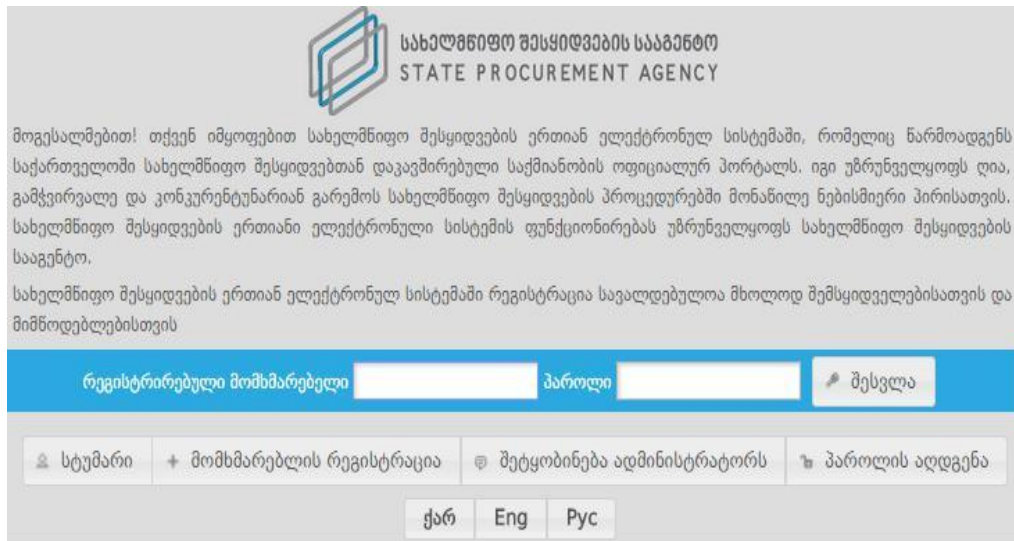 სახელმწიფო შესყიდვების სააგენტო
STATE PROCUREMENT AGENCY
მოგესალმებით! თქვენ იმყოფებით სახელმწიფო შესყიდვების ერთიან ელექტრონულ სისტემაში, რომელიც წარმოადგენს
საქართველოში სახელმწიფო შესყიდვებთან დაკავშირებული საქმიანობის ოფიციალურ პორტალს. იგი უზრუნველყოფს ღია,
გამჭვირვალე და კონკურენტუნარიან გარემოს სახელმწიფო შესყიდვების პროცედურებში მონაწილე ნებისმიერი პირისათვის.
სახელმწიფო შესყიდვების ერთიანი ელექტრონული სისტემის ფუნქციონირებას უზრუნველყოფს სახელმწიფო შესყიდვების
სააგენტო.
სახელმწიფო შესყიდვების ერთიან ელექტრონულ სისტემაში რეგისტრაცია სავალდებულოა მხოლოდ შემსყიდველებისათვის და
მიმწოდებლებისთვის
რეგისტრირებული მომხმარებელი პაროლი შესვლა
სტუმარი მომხმარებლის რეგისტრაცია შეტყობინება ადმინისტრატორს პაროლის აღდგენა
ქარ Eng Рус